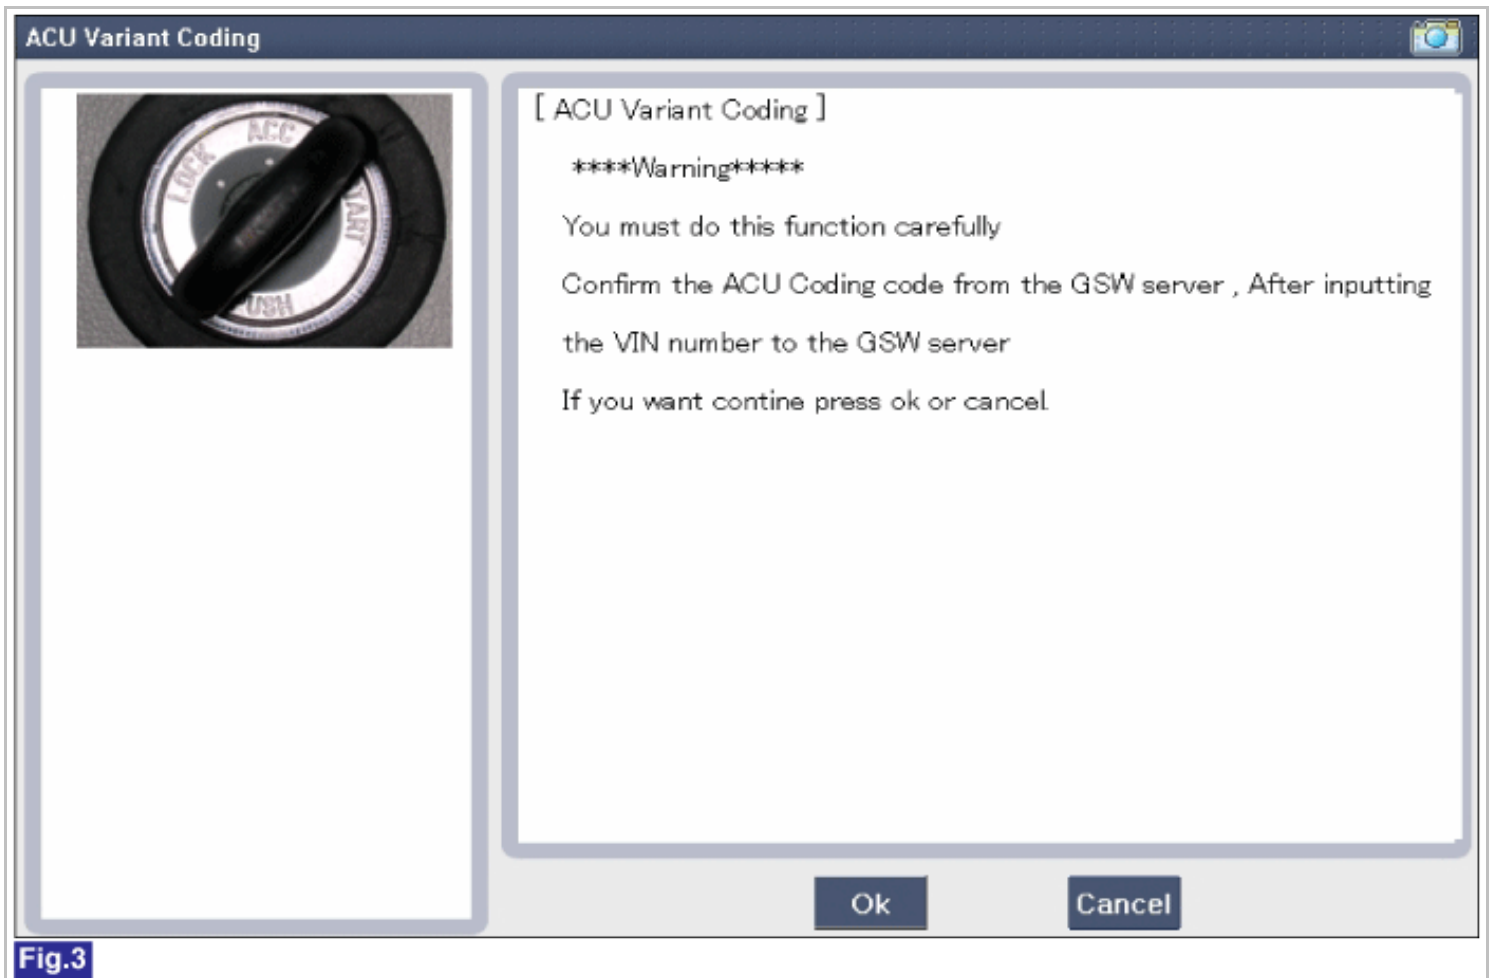 ACU Variant Coding
LOCK
ACC
START
PUSH
[ ACU Variant Coding ]
****Warning*****
You must do this function carefully
Confirm the ACU Coding code from the GSW server , After inputting
the VIN number to the GSW server
If you want contine press ok or cancel.
Ok
Cancel
Fig.3